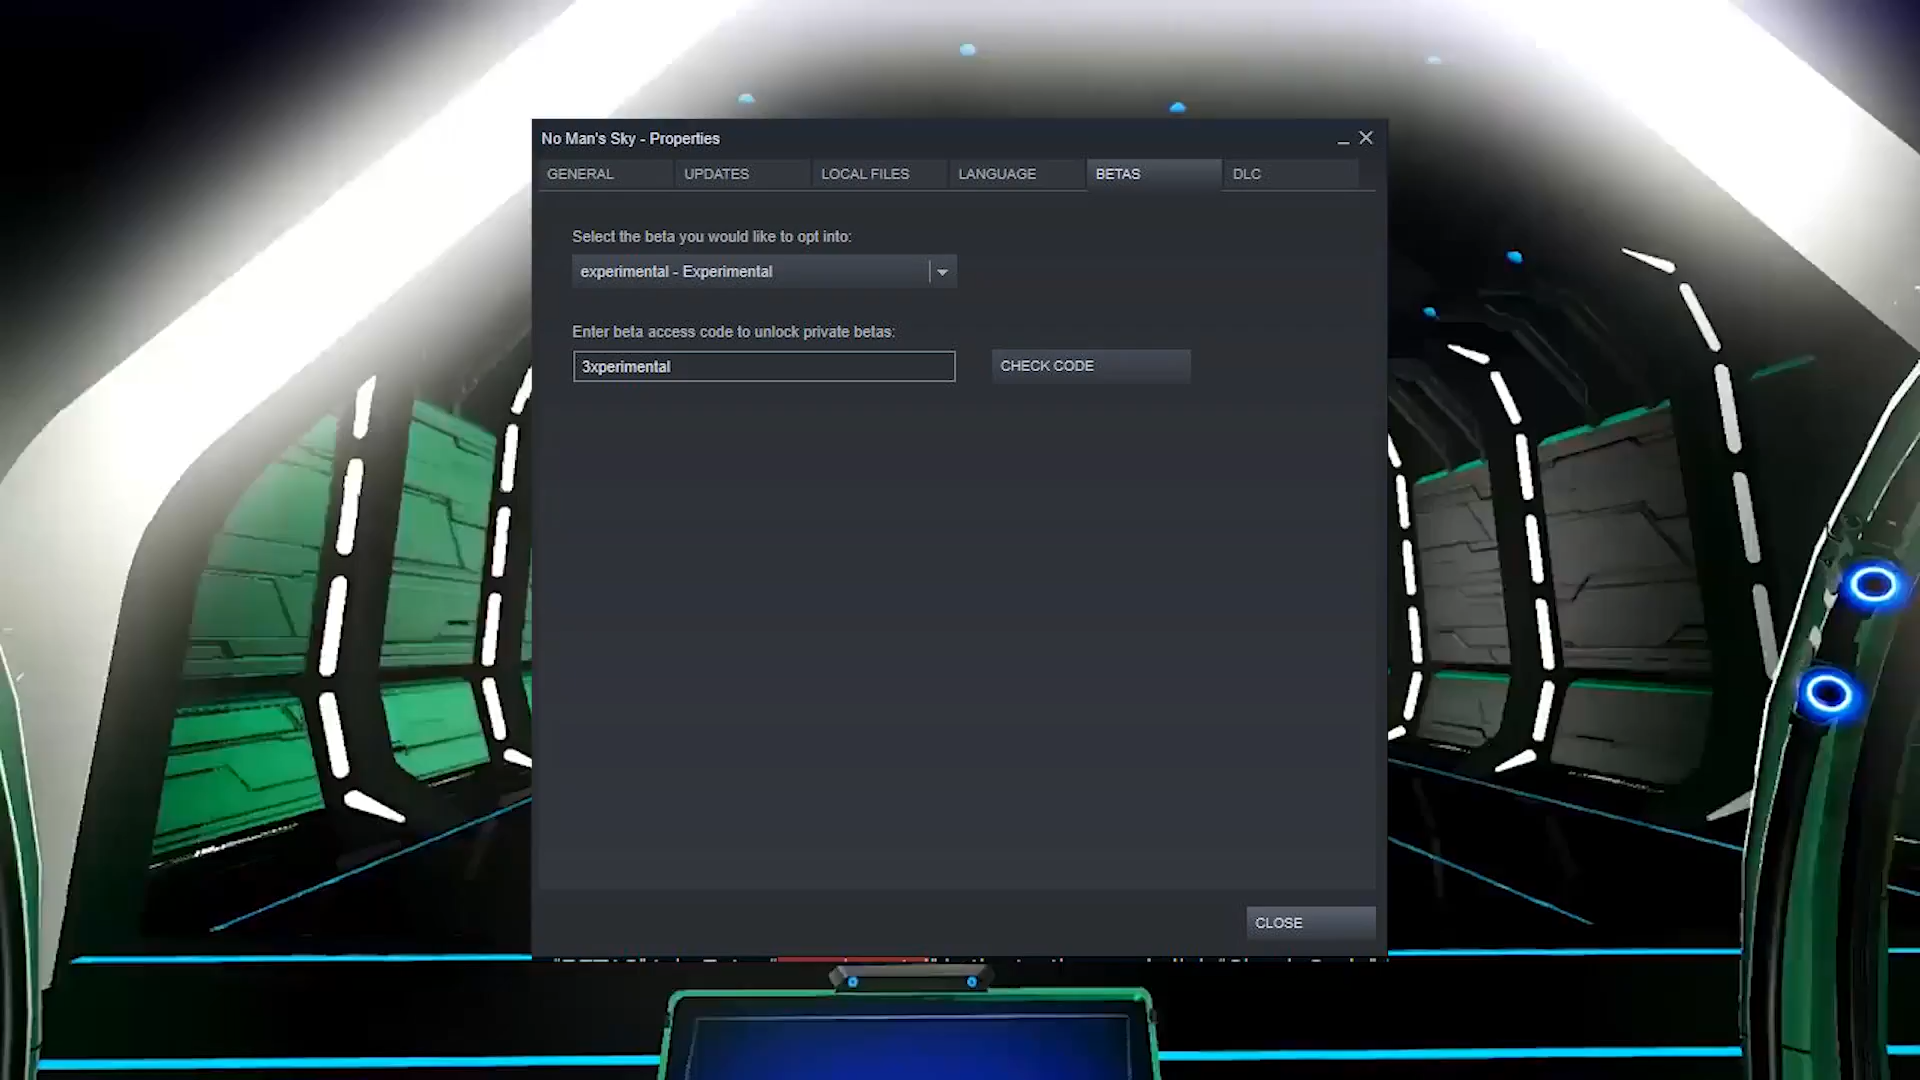 No Man's Sky - Properties
GENERAL
UPDATES
LOCAL FILES
LANGUAGE
BETAS
DLC
Select the beta you would like to opt into:
experimental - Experimental
Enter beta access code to unlock private betas:
3xperimental
CHECK CODE
CLOSE